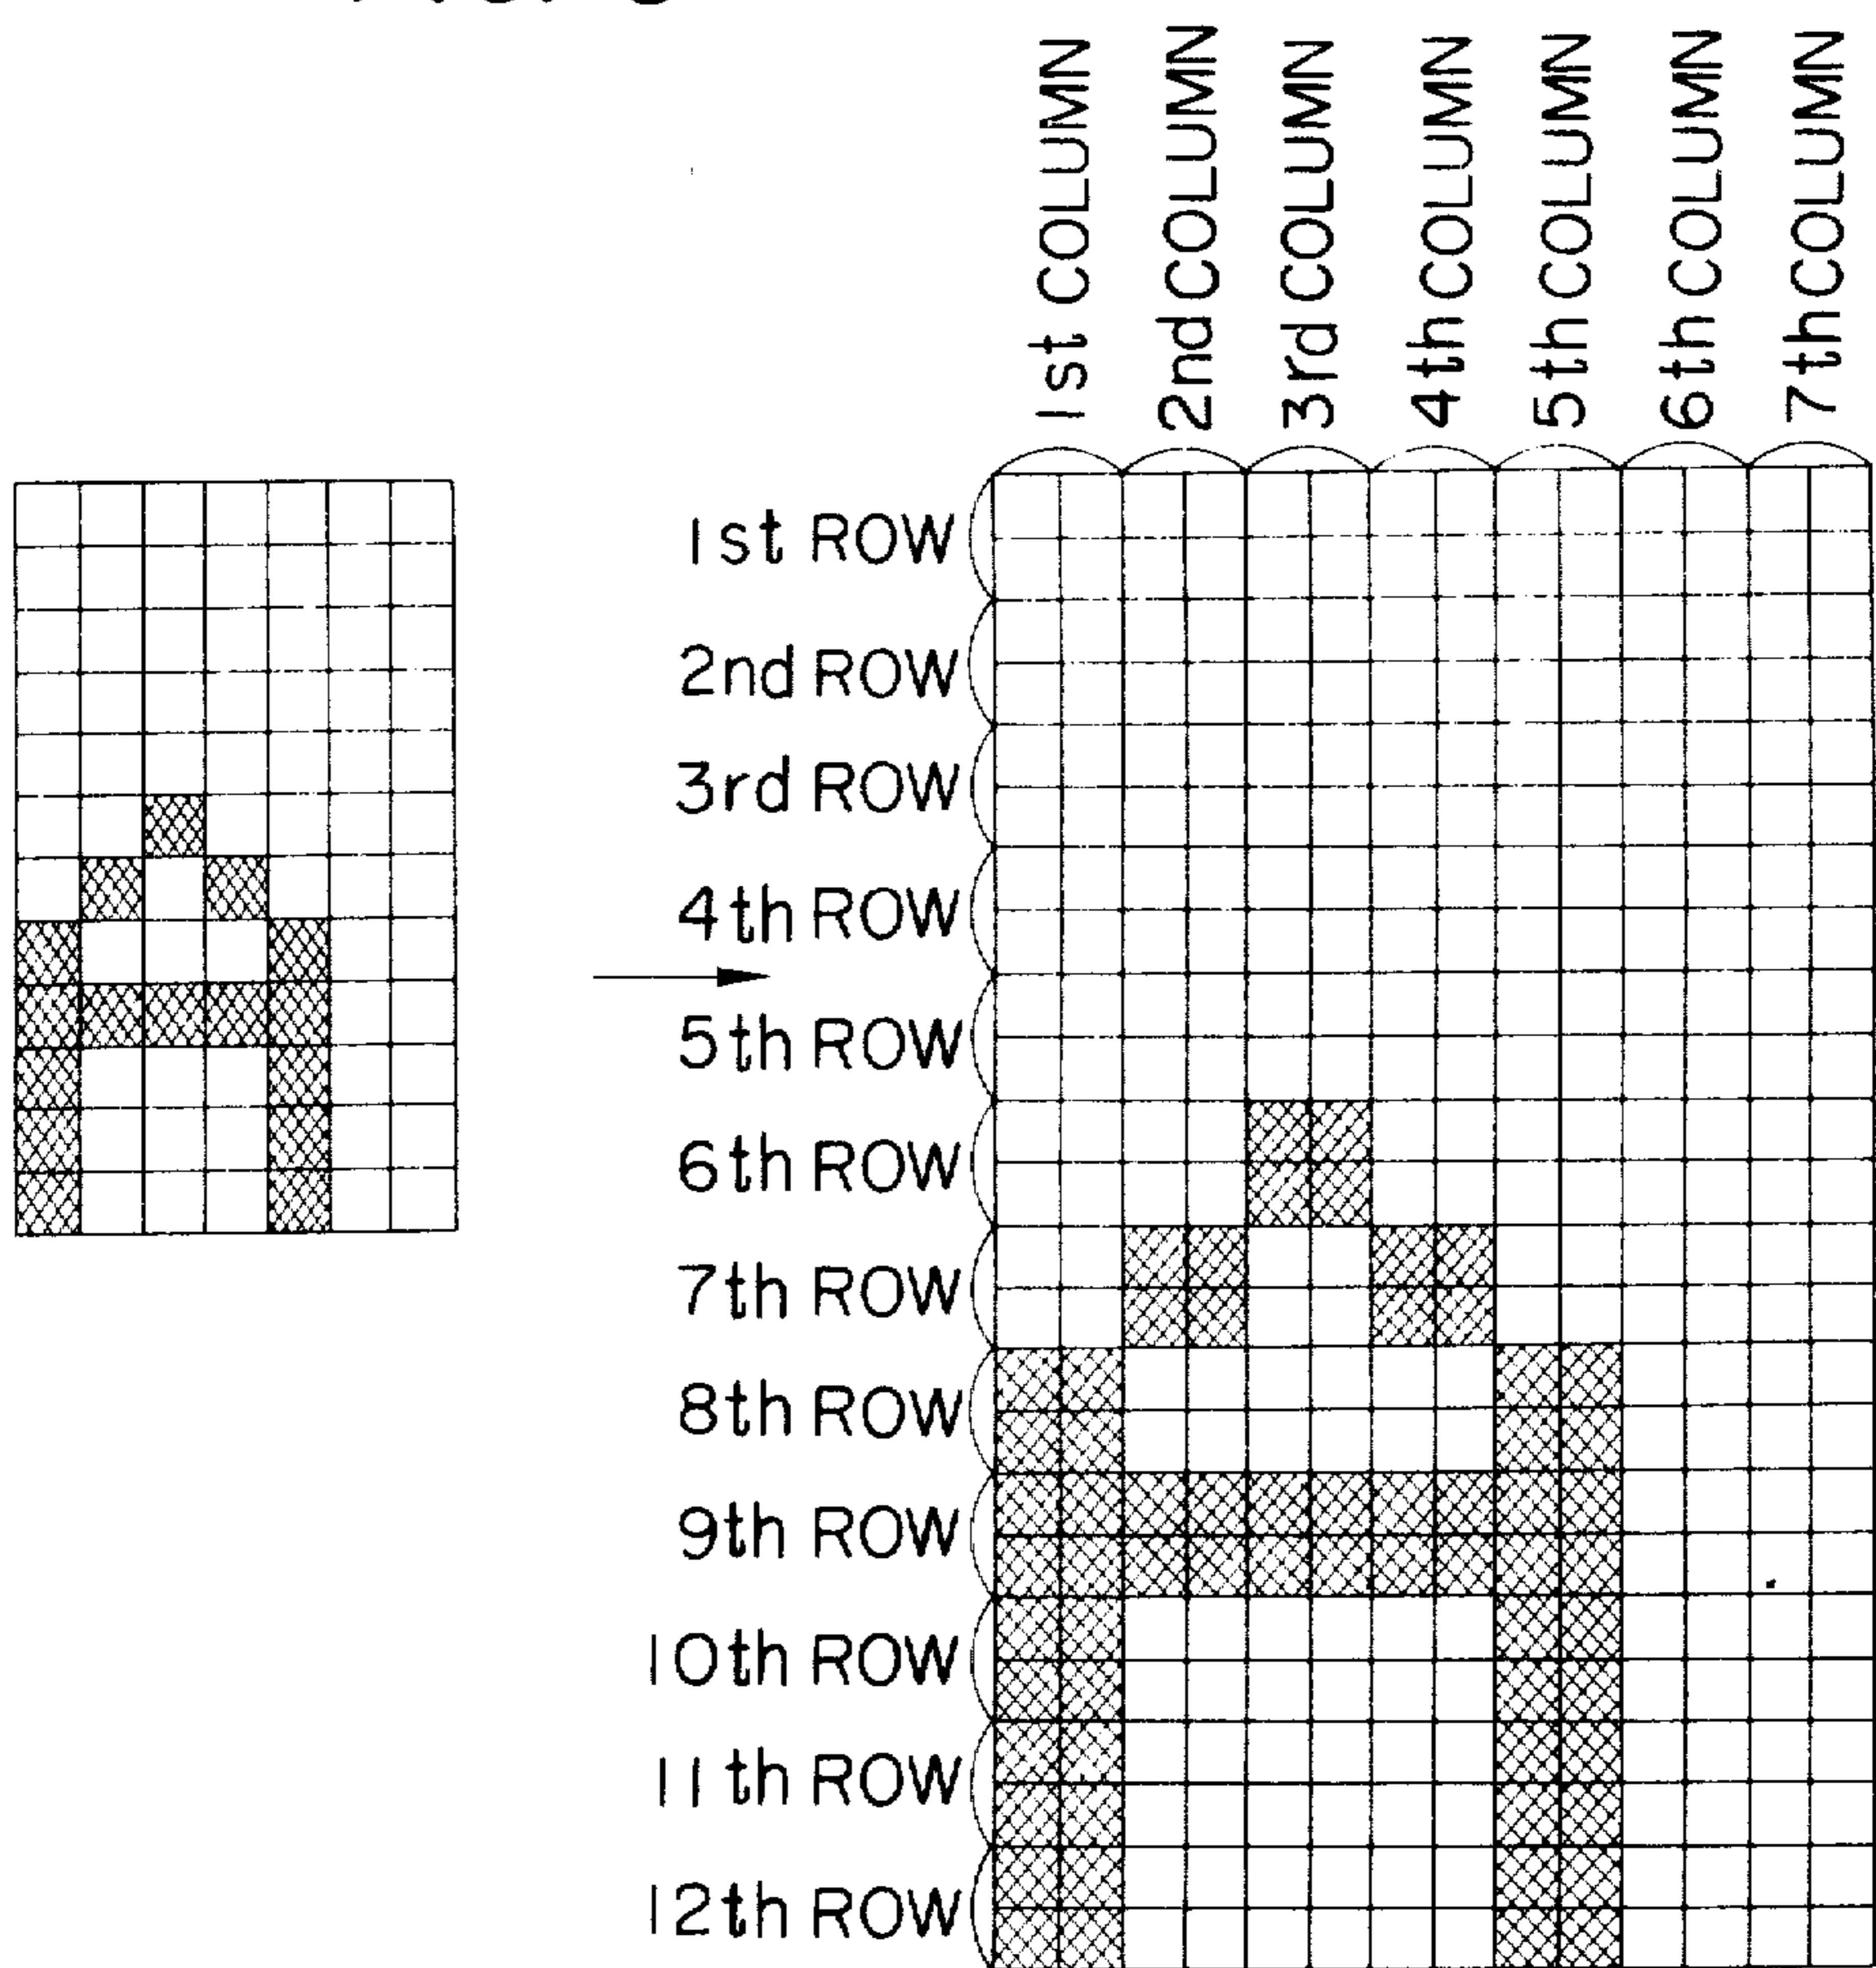 1st COLUMN
2nd COLUMN
3rd COLUMN
4th COLUMN
5th COLUMN
6th COLUMN
7th COLUMN
1st ROW
2nd ROW
3rd ROW
4th ROW
5th ROW
6th ROW
7th ROW
8th ROW
9th ROW
10th ROW
11th ROW
12th ROW